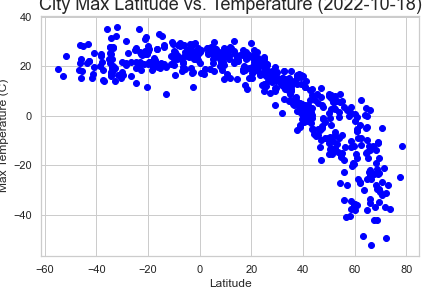 City Max Latitude vs. Temperature (2022-10-18)
Max Temperature (C)
40
20
0
−20
−40
−60 −40 −20 0 20 40 60 80
Latitude